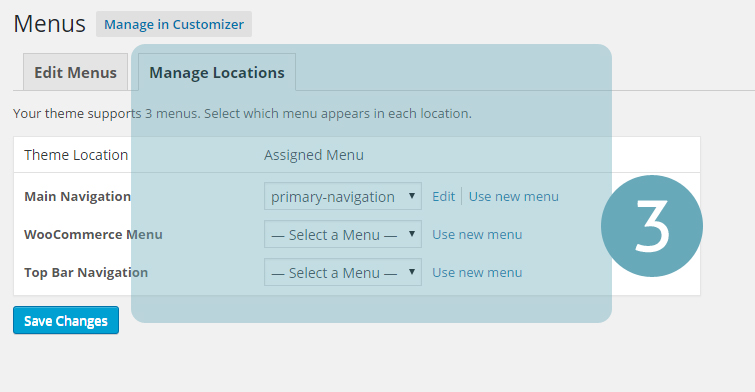 Menus Manage in Customizer
Edit Menus Manage Locations
Your theme supports 3 menus. Select which menu appears in each location.
Theme Location Assigned Menu
Main Navigation primary-navigation Edit Use new menu
WooCommerce Menu — Select a Menu — Use new menu
Top Bar Navigation — Select a Menu — Use new menu
3
Save Changes